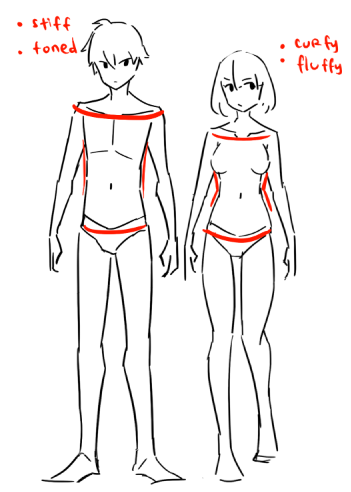 • stiff
• toned
• curfy
• fluffy